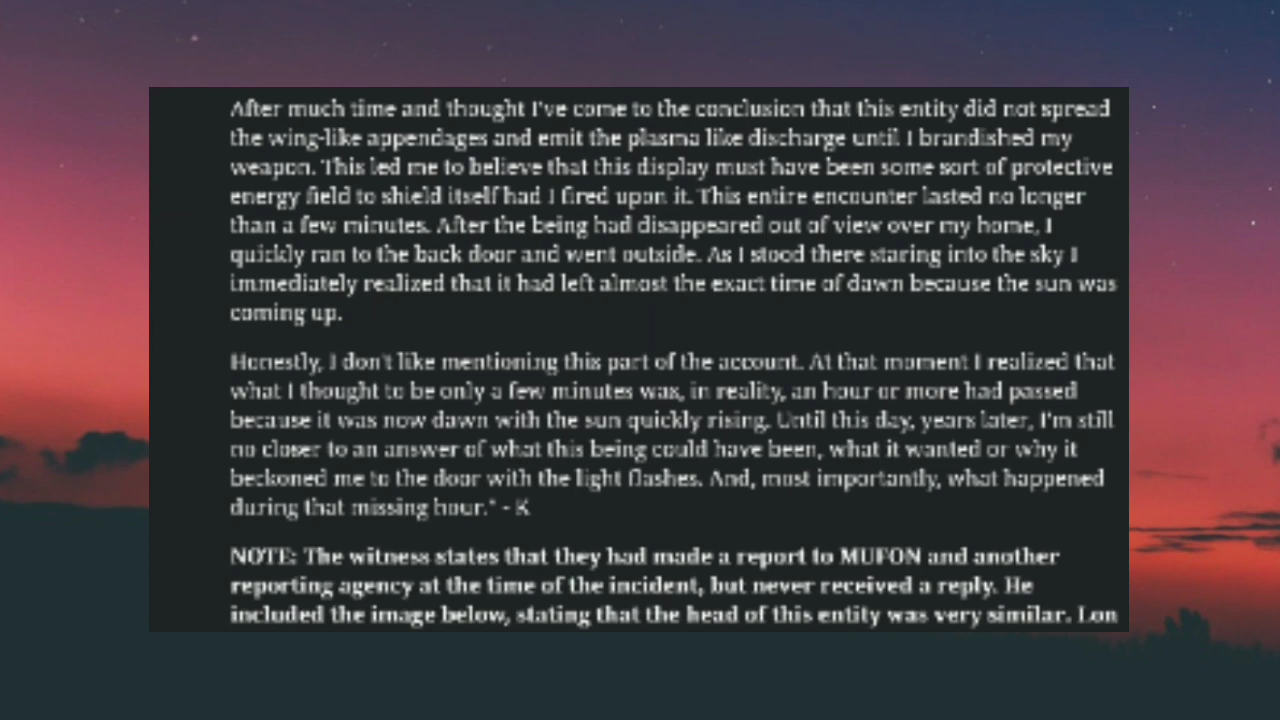 After much time and thought I've come to the conclusion that this entity did not spread
the wing-like appendages and emit the plasma like discharge until I brandished my
weapon. This led me to believe that this display must have been some sort of protective
energy field to shield itself had I fired upon it. This entire encounter lasted no longer
than a few minutes. After the being had disappeared out of view over my home, I
quickly ran to the back door and went outside. As I stood there staring into the sky I
immediately realized that it had left almost the exact time of dawn because the sun was
coming up.
Honestly, I don't like mentioning this part of the account. At that moment I realized that
what I thought to be only a few minutes was, in reality, an hour or more had passed
because it was now dawn with the sun quickly rising. Until this day, years later, I'm still
no closer to an answer of what this being could have been, what it wanted or why it
beckoned me to the door with the light flashes. And, most importantly, what happened
during that missing hour." - K
NOTE: The witness states that they had made a report to MUFON and another
reporting agency at the time of the incident, but never received a reply. He
included the image below, stating that the head of this entity was very similar. Lon